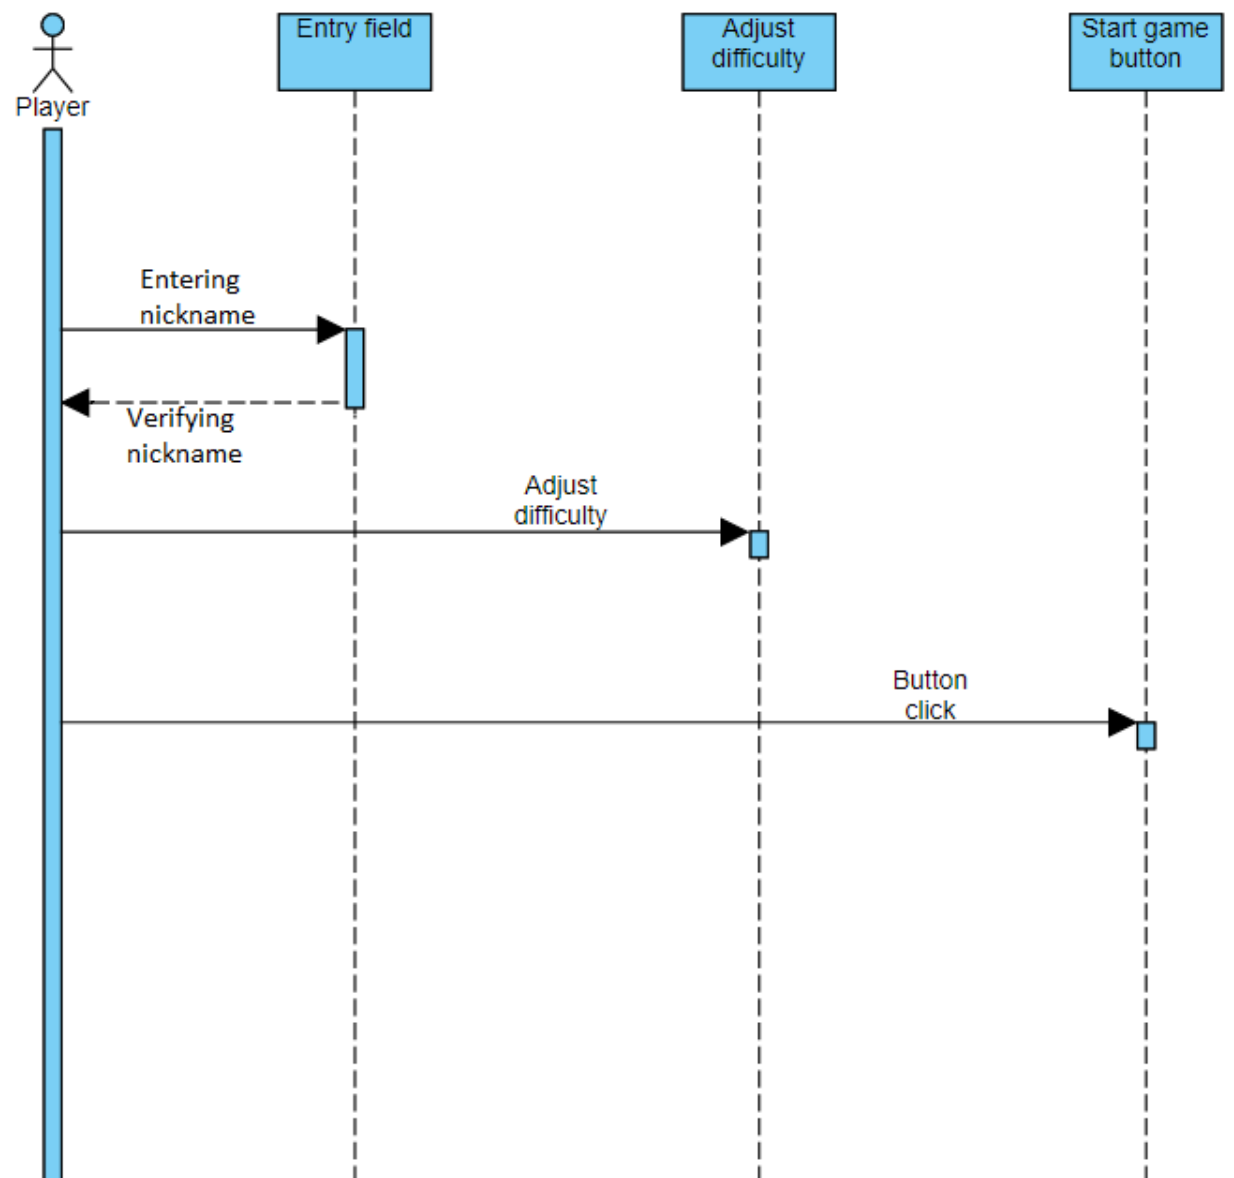 Player
Entry field
Adjust
difficulty
Start game
button
Entering
nickname
Verifying
nickname
Adjust
difficulty
Button
click